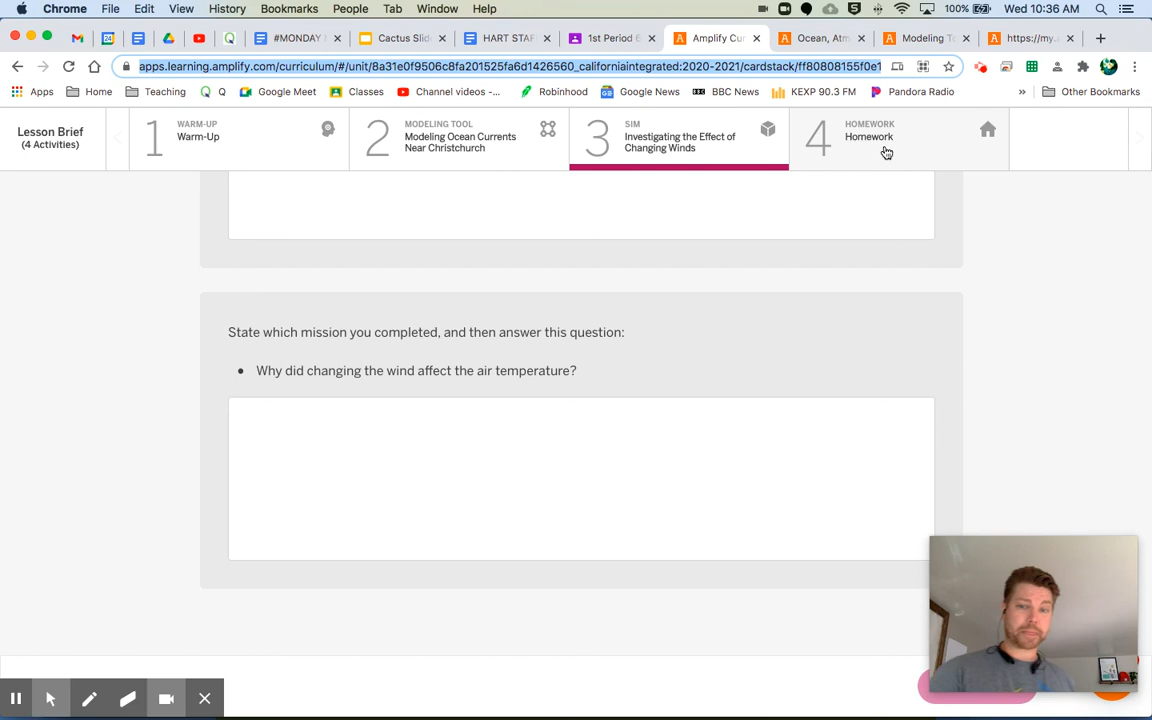 Chrome File Edit View History Bookmarks People Tab Window Help 100% Wed 10:36 AM
#MONDAY Cactus Slid HART STAF 1st Period 6 Amplify Cur Ocean, Atm Modeling T https://my.
apps.learning.amplify.com/curriculum/#/unit/8a31e0f9506c8fa201525fa6d1426560_californiaintegrated:2020-2021/cardstack/ff80808155f0e1
Apps Home Teaching Q Google Meet Classes Channel videos -... Robinhood Google News BBC News KEXP 90.3 FM Pandora Radio » Other Bookmarks
Lesson Brief
(4 Activities)
1 WARM-UP
Warm-Up
2 MODELING TOOL
Modeling Ocean Currents
Near Christchurch
3 SIM
Investigating the Effect of
Changing Winds
4 HOMEWORK
Homework
State which mission you completed, and then answer this question:
• Why did changing the wind affect the air temperature?